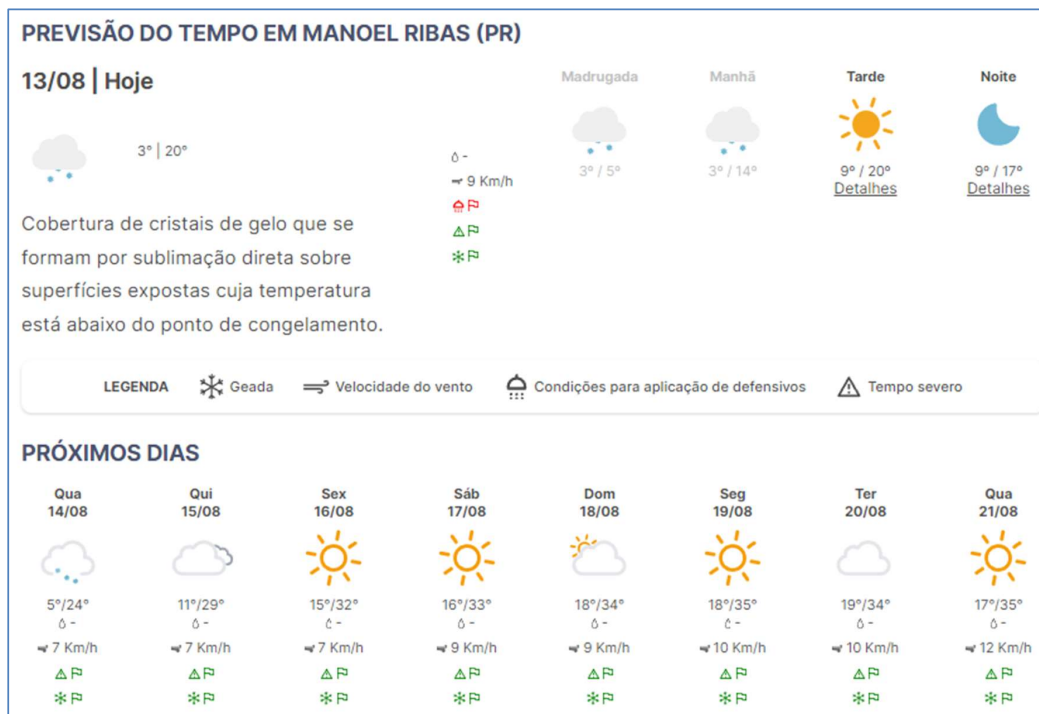 PREVISÃO DO TEMPO EM MANOEL RIBAS (PR)
13/08 | Hoje
Madrugada Manhã Tarde Noite
3° | 20°
-
9 Km/h
3° / 5° 3° / 14° 9° / 20° 9° / 17°
Detalhes Detalhes
Cobertura de cristais de gelo que se
formam por sublimação direta sobre
superfícies expostas cuja temperatura
está abaixo do ponto de congelamento.
LEGENDA Geada Velocidade do vento Condições para aplicação de defensivos Tempo severo
PRÓXIMOS DIAS
Qua Qui Sex Sáb Dom Seg Ter Qua
14/08 15/08 16/08 17/08 18/08 19/08 20/08 21/08
5°/24° 11°/29° 15°/32° 16°/33° 18°/34° 18°/35° 19°/34° 17°/35°
- - - - - - - -
7 Km/h 7 Km/h 7 Km/h 9 Km/h 9 Km/h 10 Km/h 10 Km/h 12 Km/h